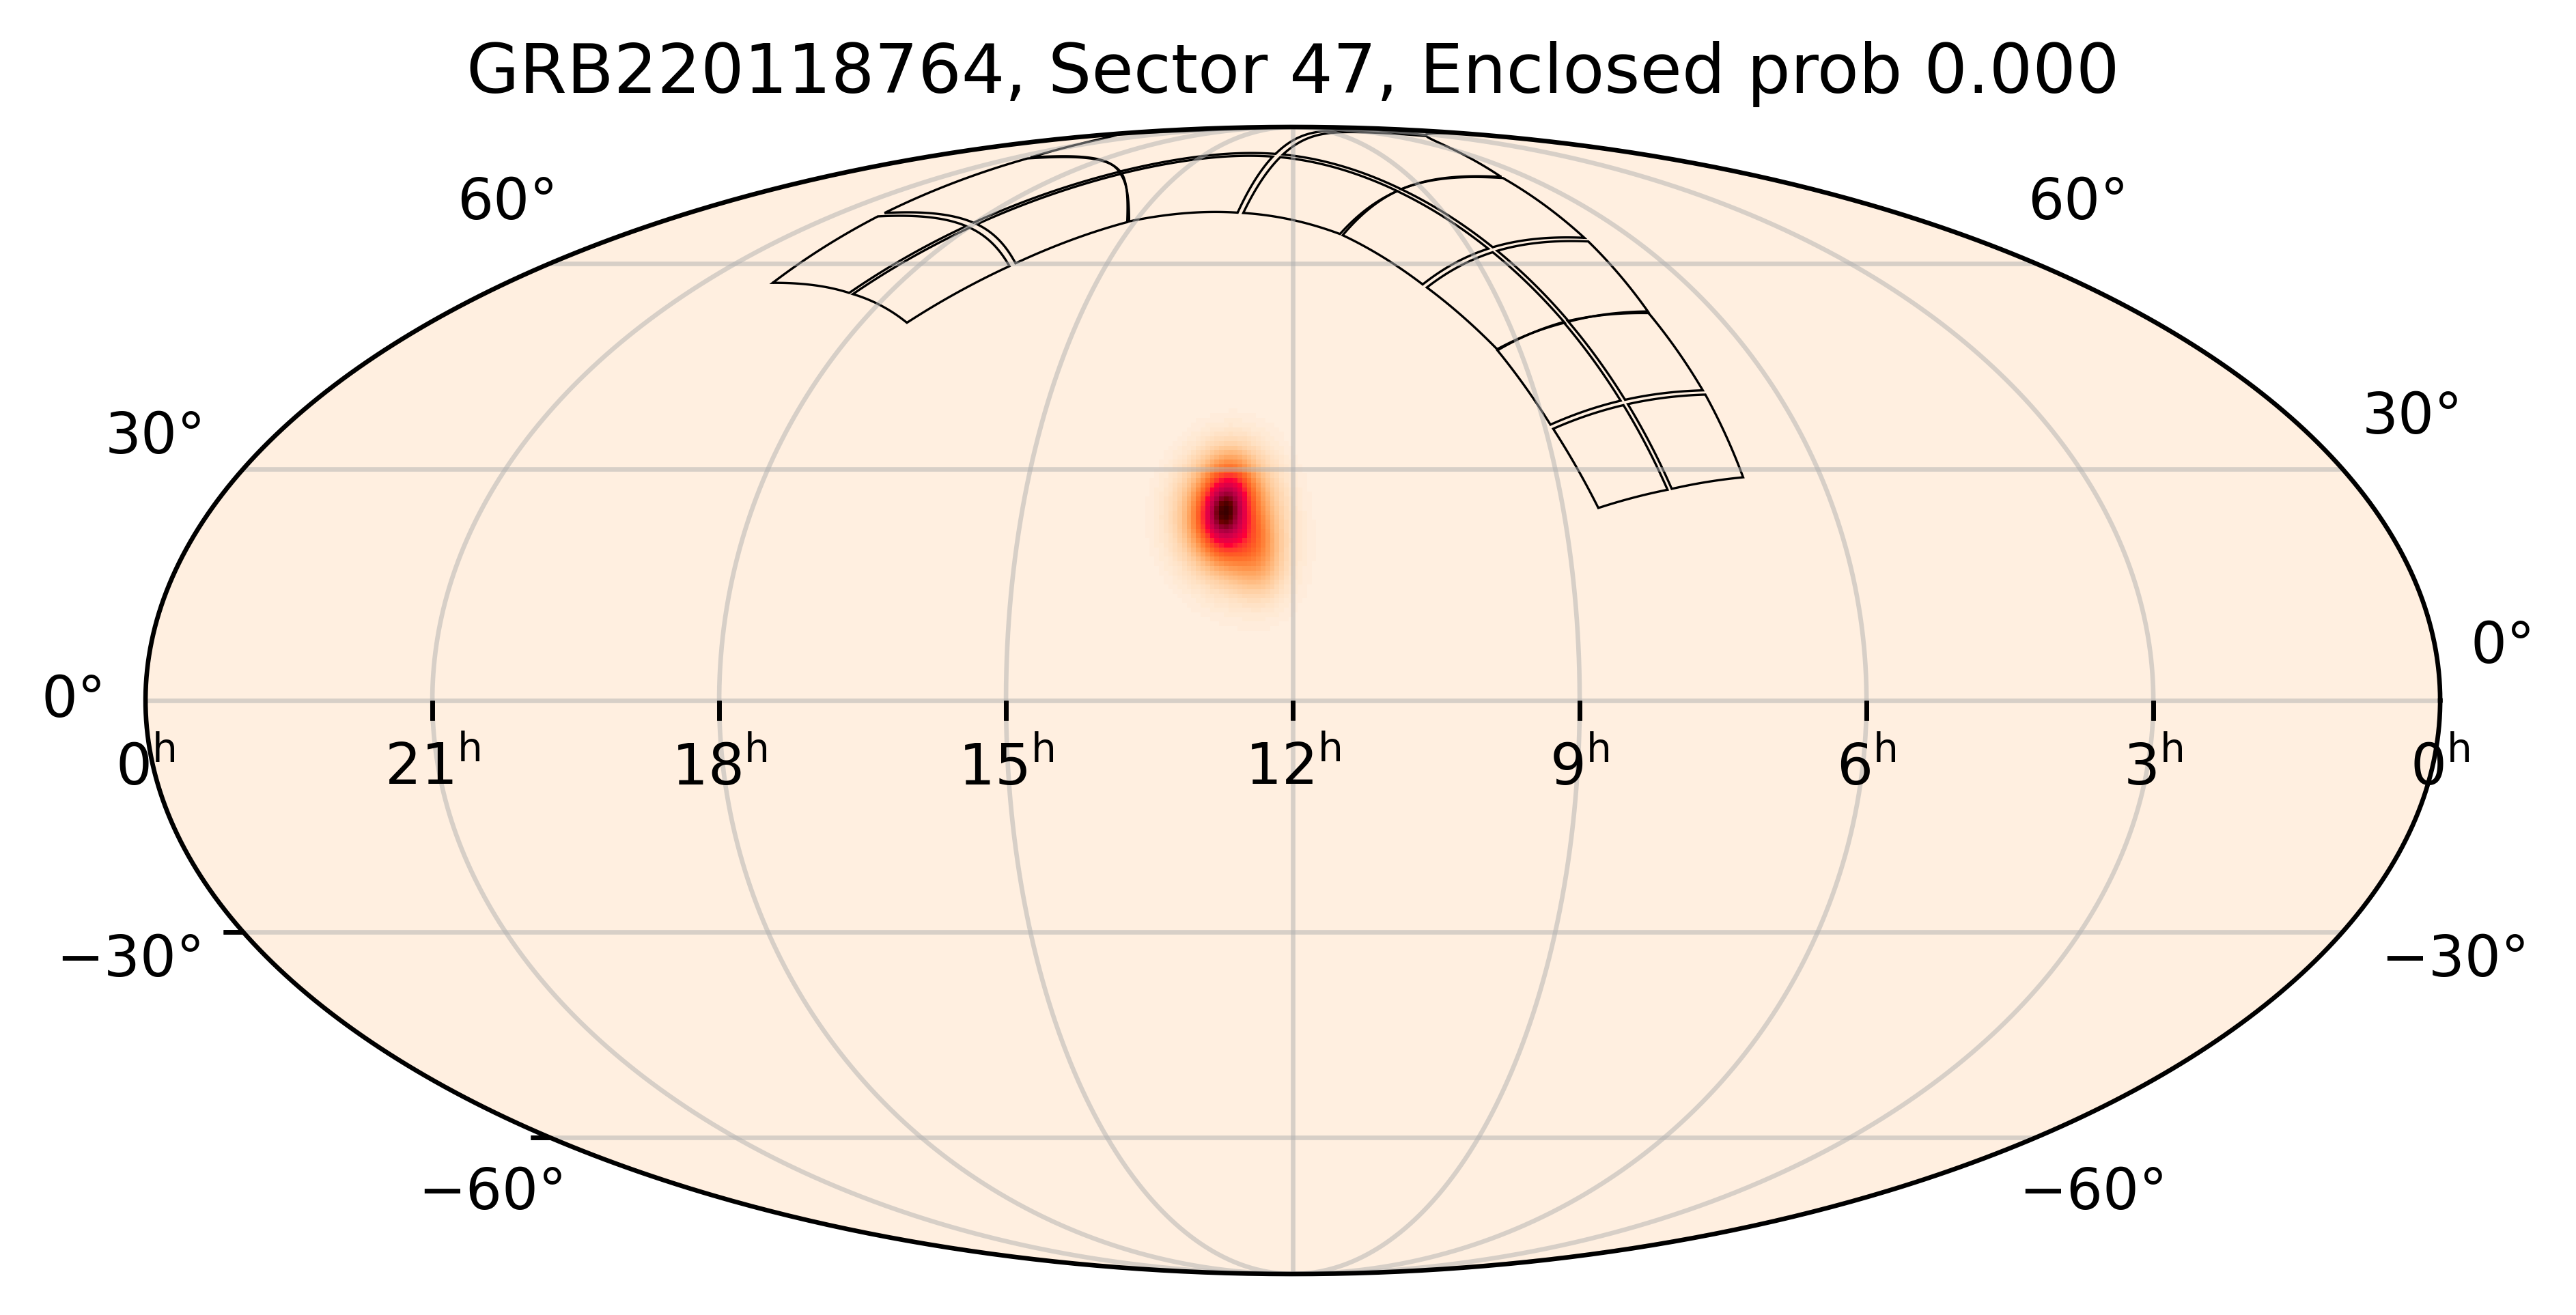 GRB220118764, Sector 47, Enclosed prob 0.000
60° 60°
30° 30°
0° 0°
0h 21h 18h 15h 12h 9h 6h 3h 0h
−30° −30°
−60° −60°